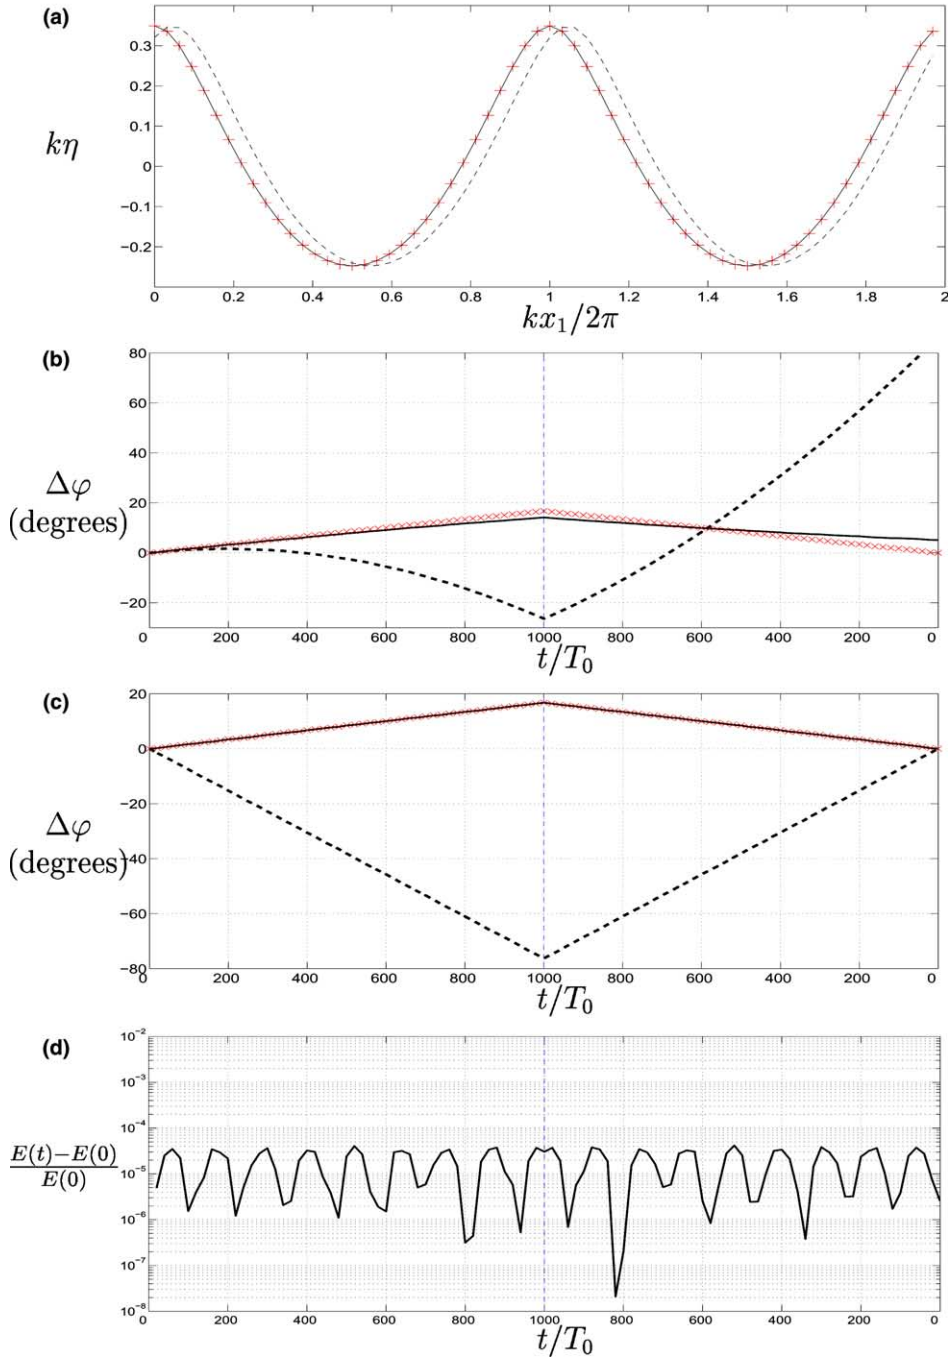 (a)
0.3
0.2
0.1
0
−0.1
−0.2
kη
0 0.2 0.4 0.6 0.8 1 1.2 1.4 1.6 1.8 2
kx₁/2π
(b)
80
60
40
20
0
−20
Δφ
(degrees)
0 200 400 600 800 1000 800 600 400 200 0
t/T₀
(c)
20
0
−20
−40
−60
−80
Δφ
(degrees)
0 200 400 600 800 1000 800 600 400 200 0
t/T₀
(d)
10⁻²
10⁻³
10⁻⁴
10⁻⁵
10⁻⁶
10⁻⁷
10⁻⁸
E(t)−E(0)
E(0)
0 200 400 600 800 1000 800 600 400 200 0
t/T₀